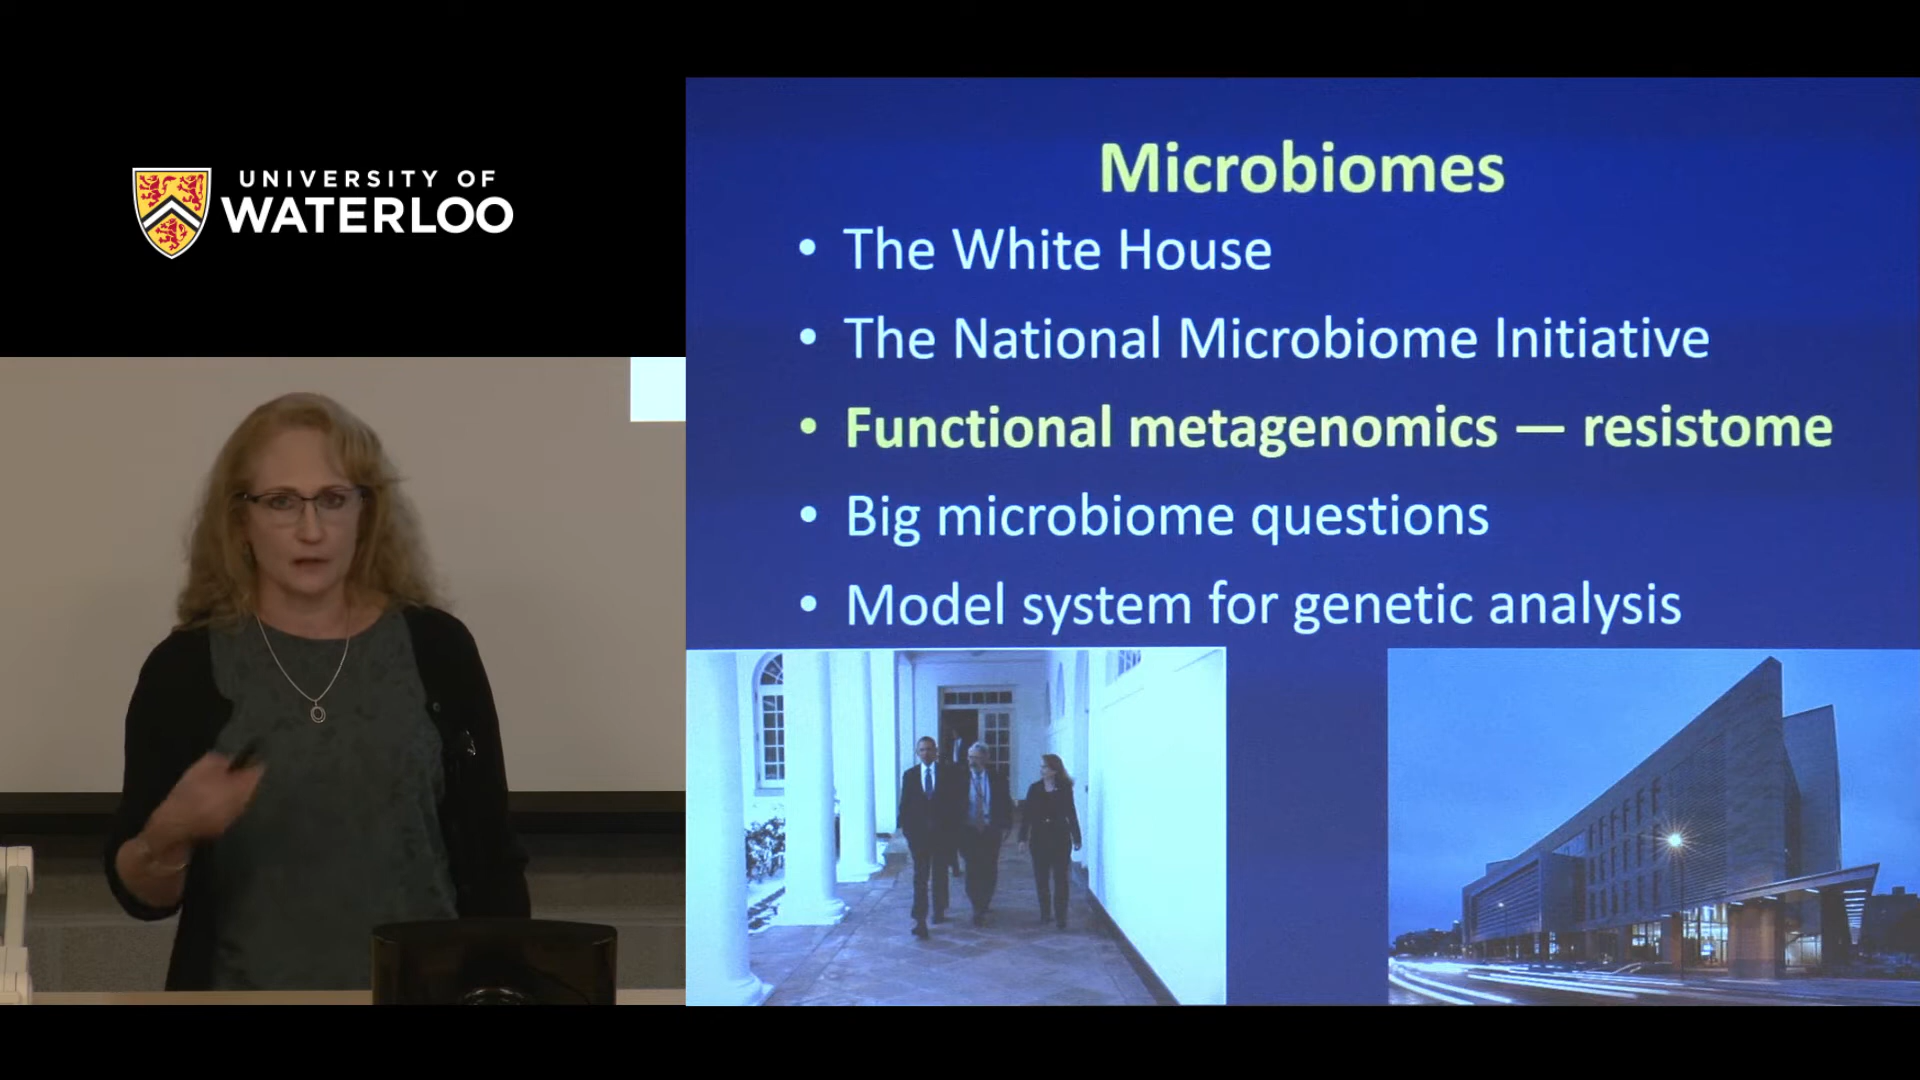 UNIVERSITY OF
WATERLOO
Microbiomes
• The White House
• The National Microbiome Initiative
• Functional metagenomics — resistome
• Big microbiome questions
• Model system for genetic analysis